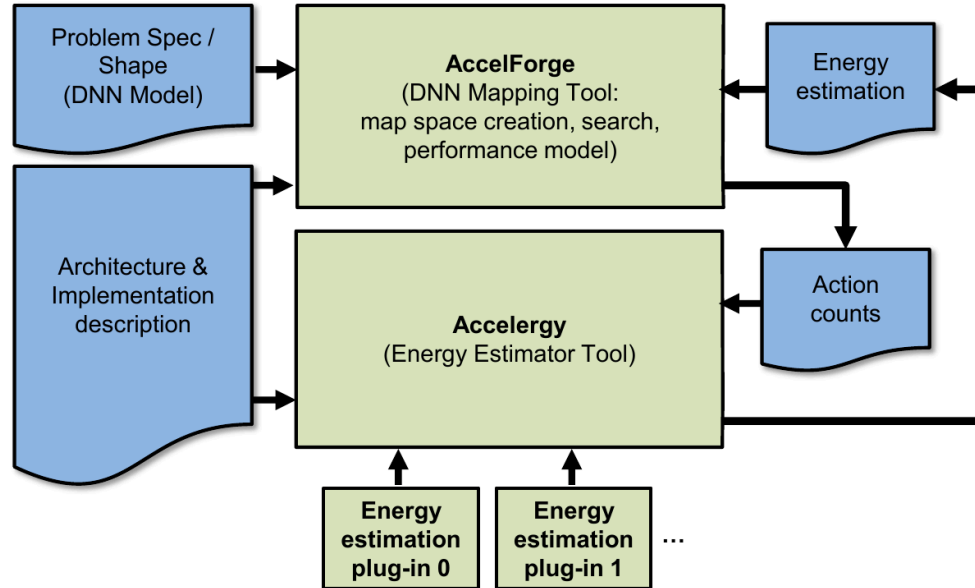 Problem Spec /
Shape
(DNN Model)
AccelForge
(DNN Mapping Tool:
map space creation, search,
performance model)
Energy
estimation
Architecture &
Implementation
description
Accelergy
(Energy Estimator Tool)
Action
counts
Energy
estimation
plug-in 0
Energy
estimation
plug-in 1
...